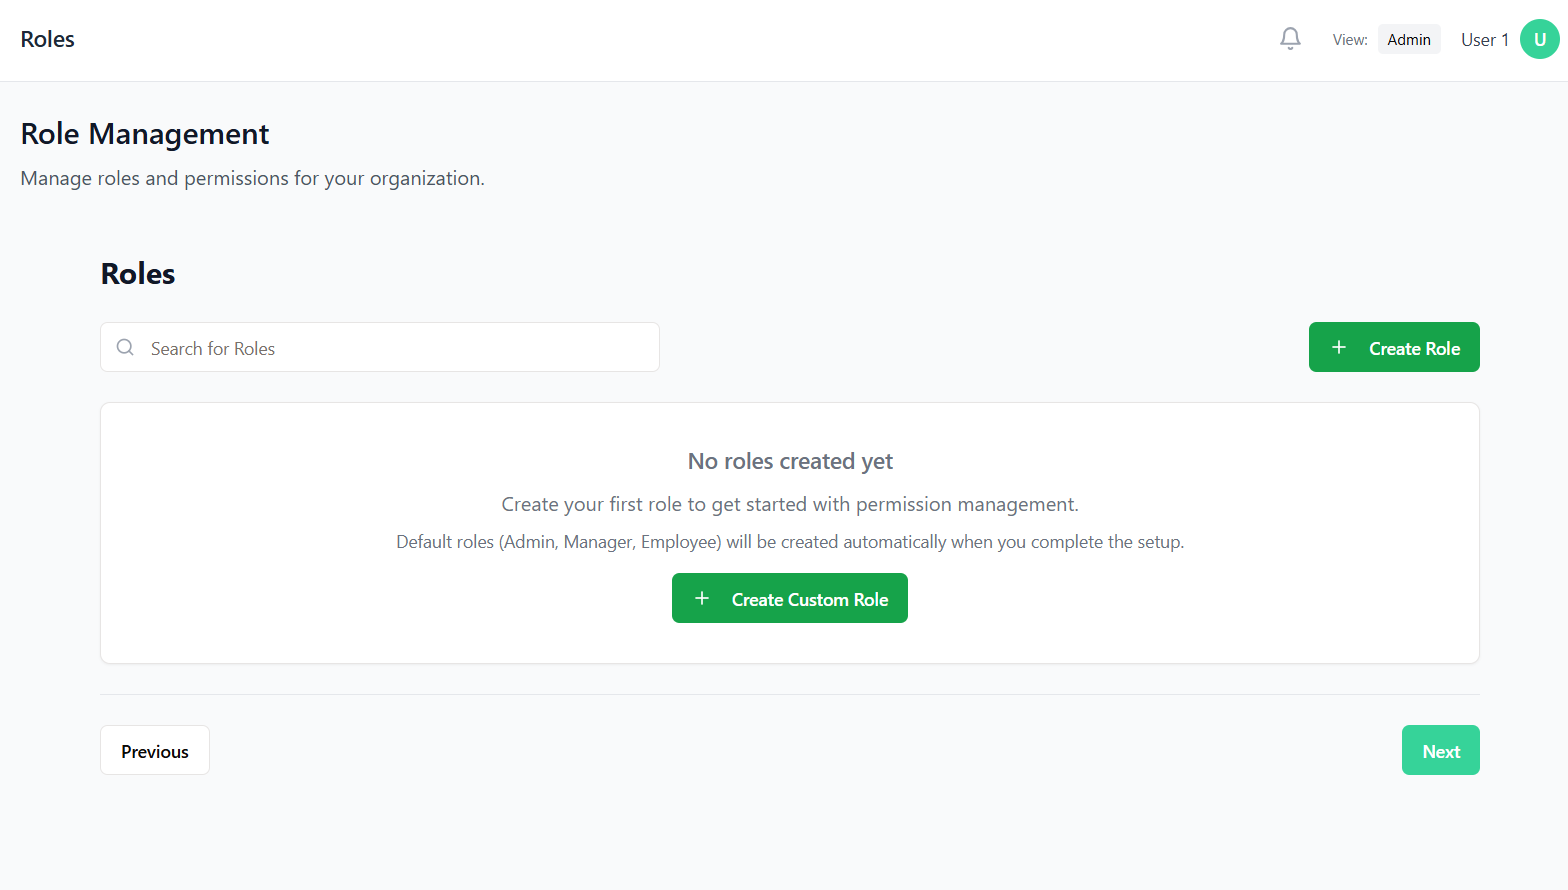 Roles
View: Admin User 1 U
Role Management
Manage roles and permissions for your organization.
Roles
Search for Roles
+ Create Role
No roles created yet
Create your first role to get started with permission management.
Default roles (Admin, Manager, Employee) will be created automatically when you complete the setup.
+ Create Custom Role
Previous
Next